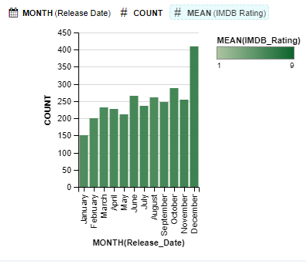 MONTH (Release Date) # COUNT # MEAN (IMDB Rating)
MEAN(IMDB_Rating)
1 9
COUNT
450
400
350
300
250
200
150
100
50
0
January
February
March
April
May
June
July
August
September
October
November
December
MONTH(Release_Date)